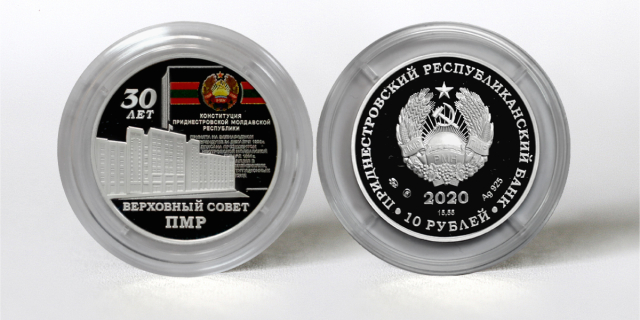 30
ЛЕТ
КОНСТИТУЦИЯ
ПРИДНЕСТРОВСКОЙ МОЛДАВСКОЙ
РЕСПУБЛИКИ
ВЕРХОВНЫЙ СОВЕТ
ПМР
ПРИДНЕСТРОВСКИЙ РЕСПУБЛИКАНСКИЙ БАНК
2020
Ag 925
15,55
10 РУБЛЕЙ